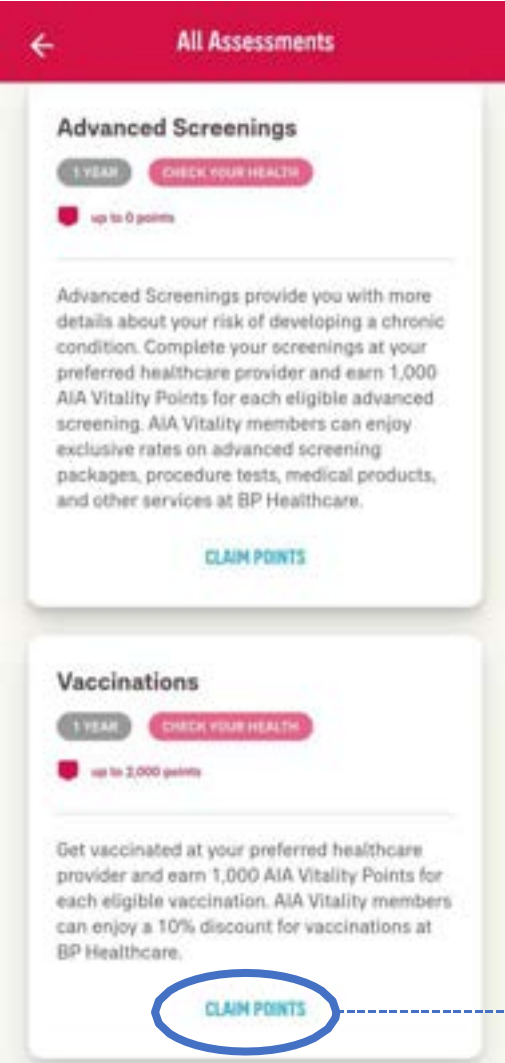 All Assessments
Advanced Screenings
1 YEAR
CHECK YOUR HEALTH
up to 0 points
Advanced Screenings provide you with more
details about your risk of developing a chronic
condition. Complete your screenings at your
preferred healthcare provider and earn 1,000
AIA Vitality Points for each eligible advanced
screening. AIA Vitality members can enjoy
exclusive rates on advanced screening
packages, procedure tests, medical products,
and other services at BP Healthcare.
CLAIM POINTS
Vaccinations
1 YEAR
CHECK YOUR HEALTH
up to 2,000 points
Get vaccinated at your preferred healthcare
provider and earn 1,000 AIA Vitality Points for
each eligible vaccination. AIA Vitality members
can enjoy a 10% discount for vaccinations at
BP Healthcare.
CLAIM POINTS